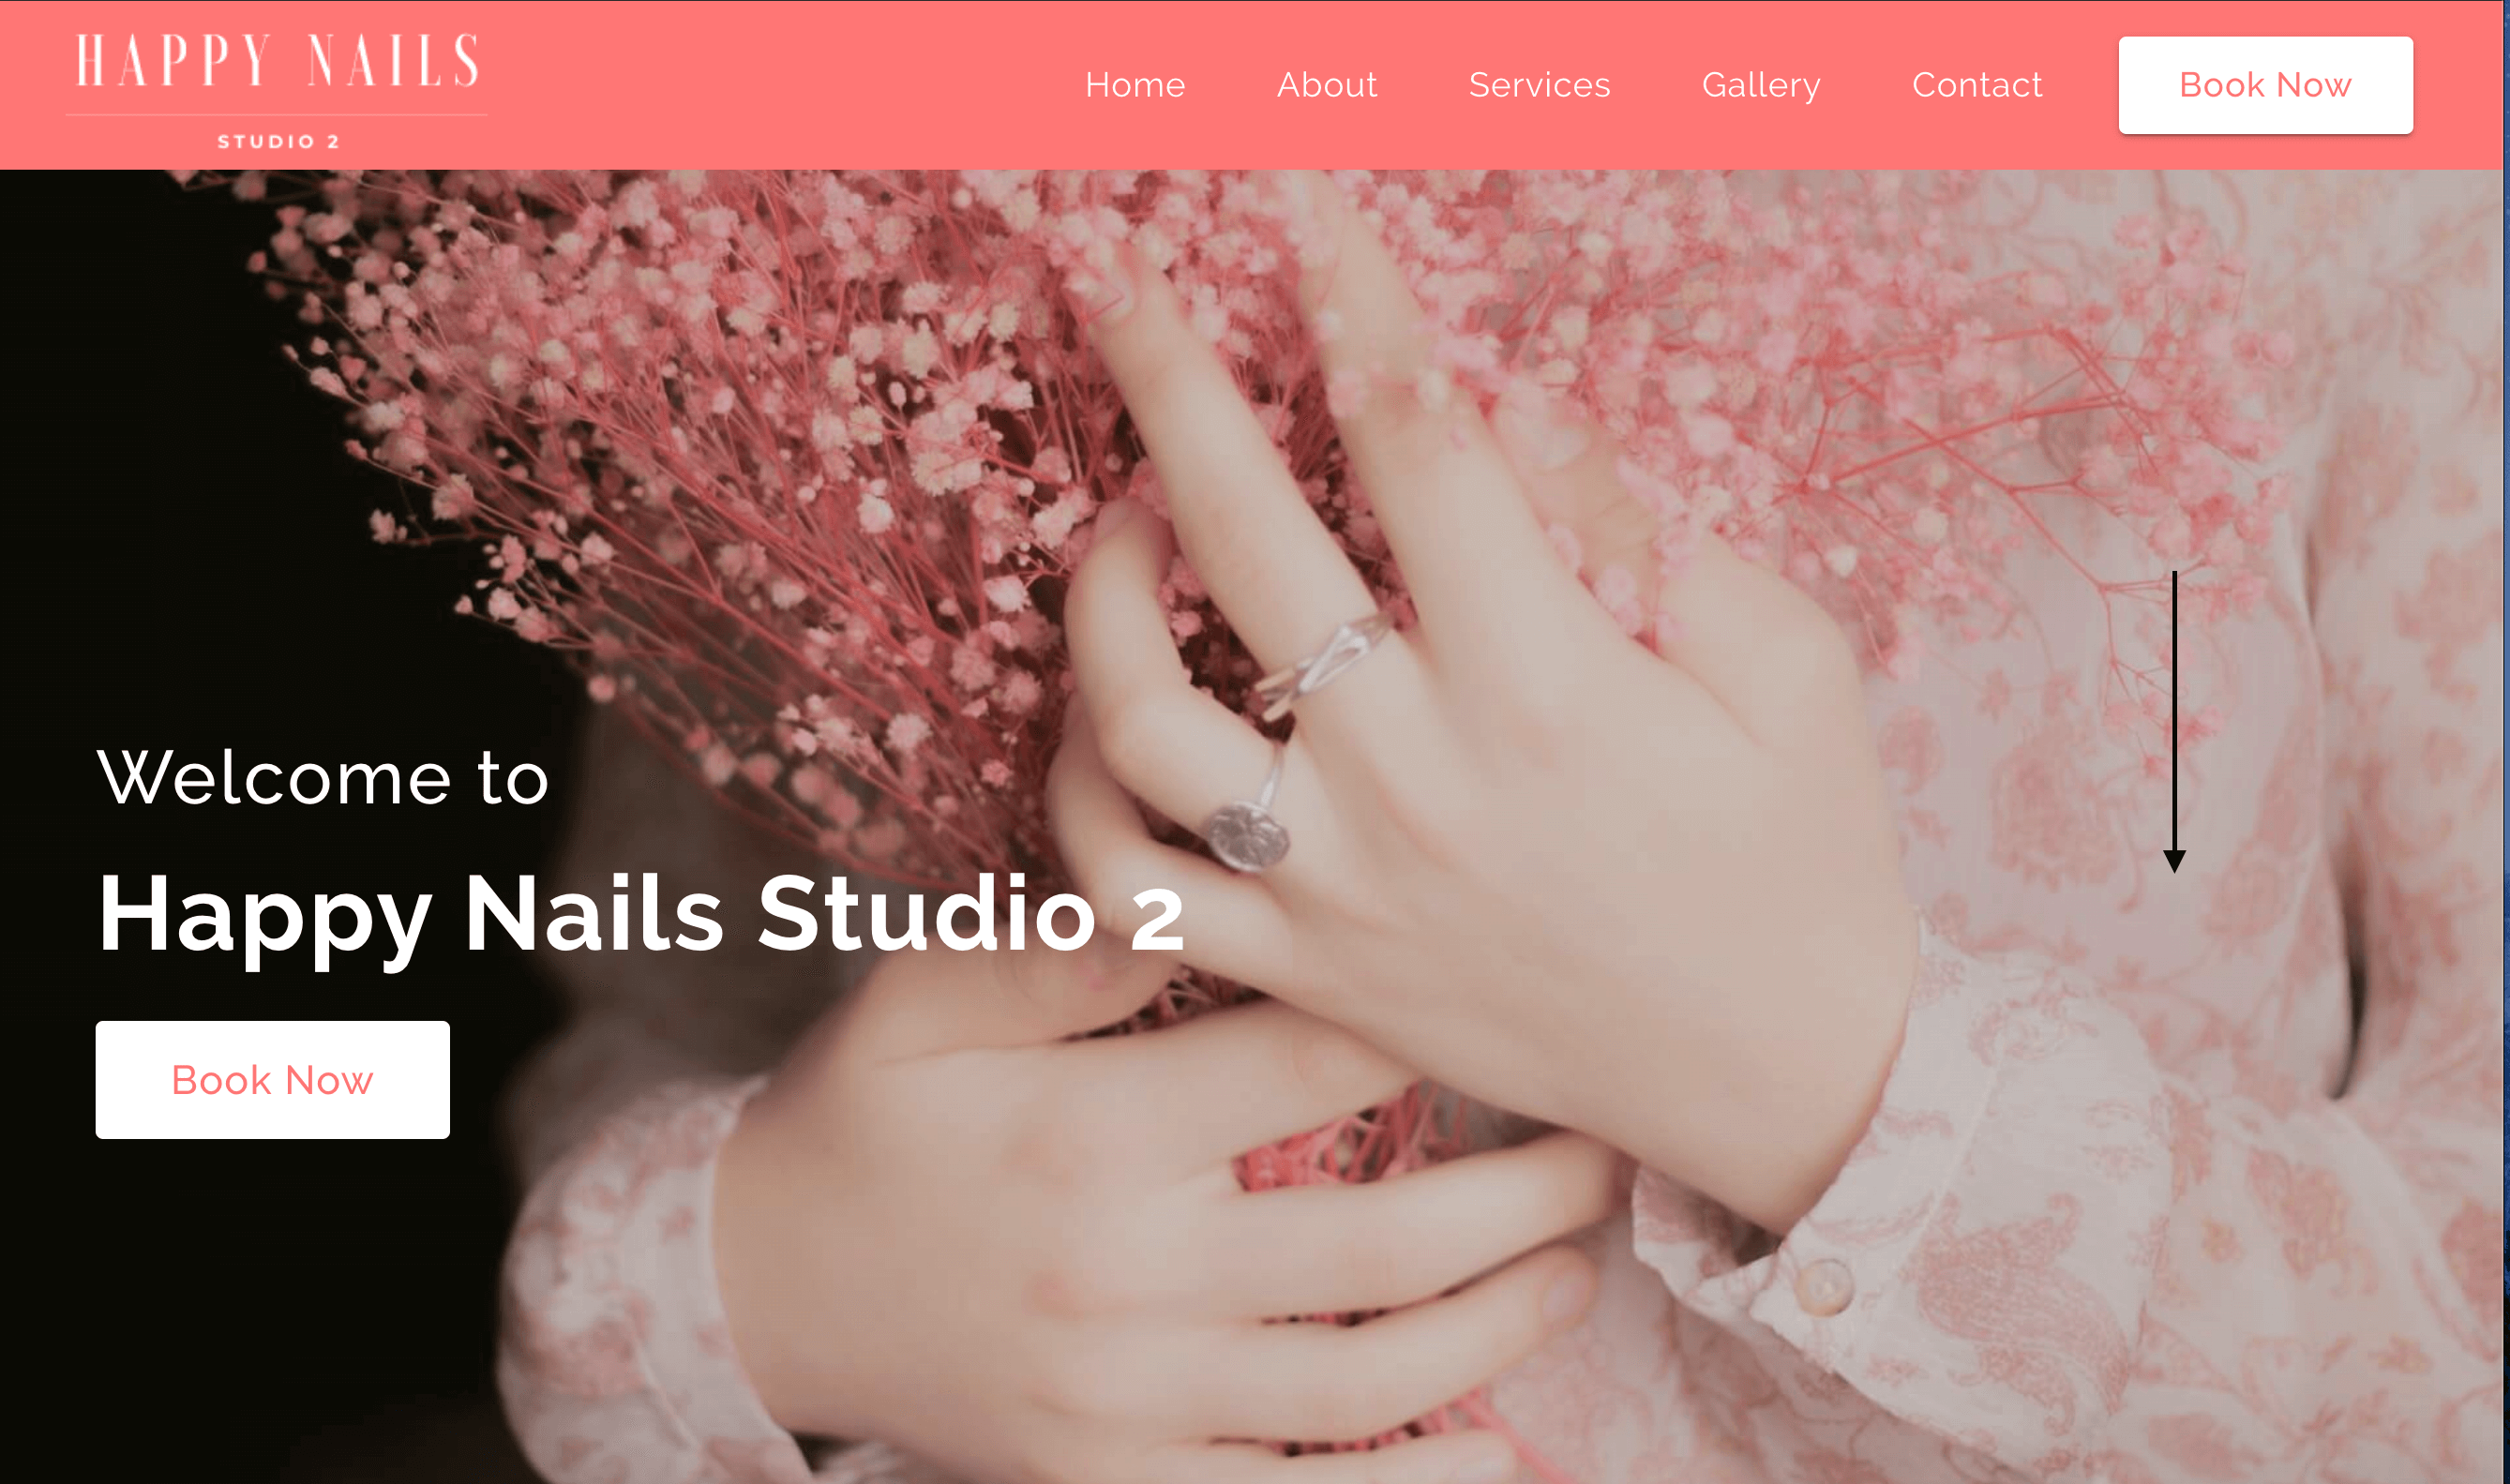 HAPPY NAILS
STUDIO 2
Home
About
Services
Gallery
Contact
Book Now
Welcome to
Happy Nails Studio 2
Book Now